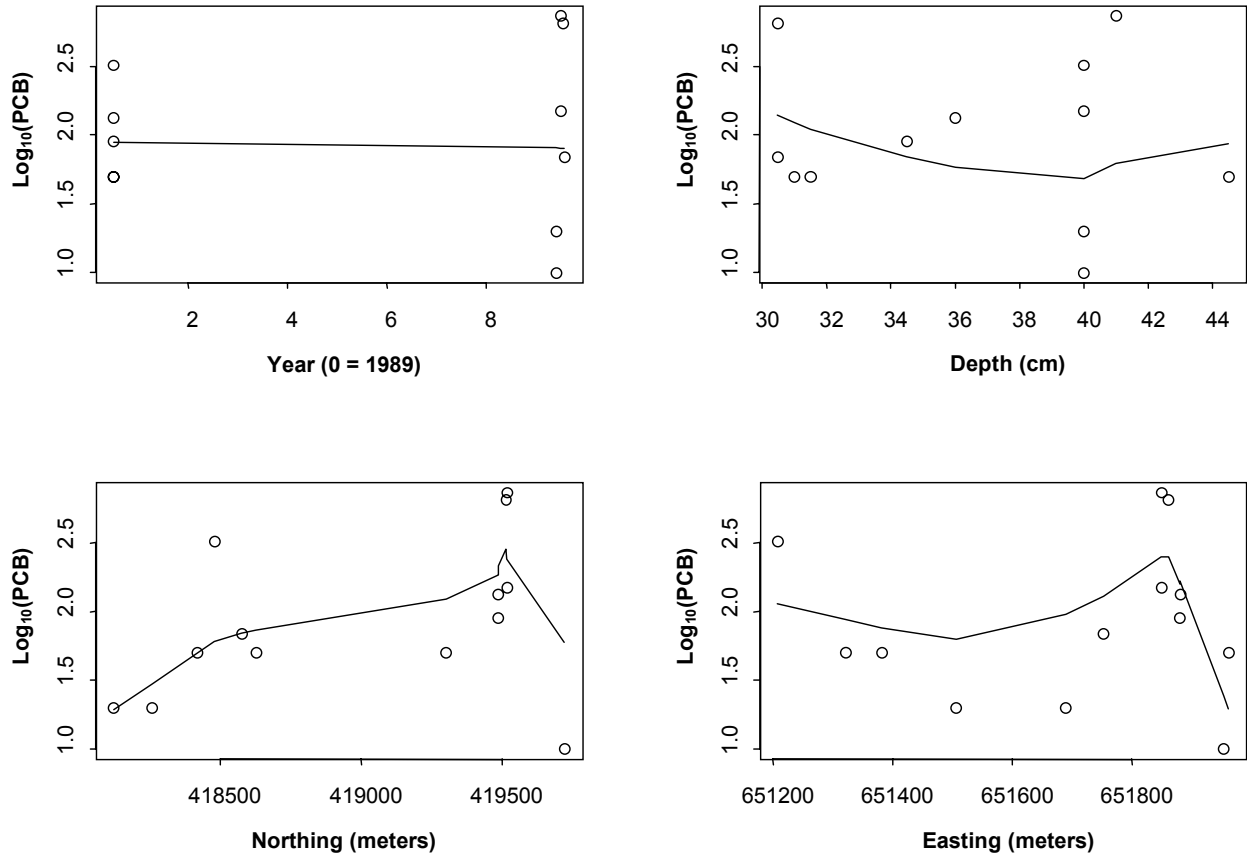 Log₁₀(PCB)
2.5
2.0
1.5
1.0
2 4 6 8
Year (0 = 1989)
Log₁₀(PCB)
2.5
2.0
1.5
1.0
30 32 34 36 38 40 42 44
Depth (cm)
Log₁₀(PCB)
2.5
2.0
1.5
1.0
418500 419000 419500
Northing (meters)
Log₁₀(PCB)
2.5
2.0
1.5
1.0
651200 651400 651600 651800
Easting (meters)